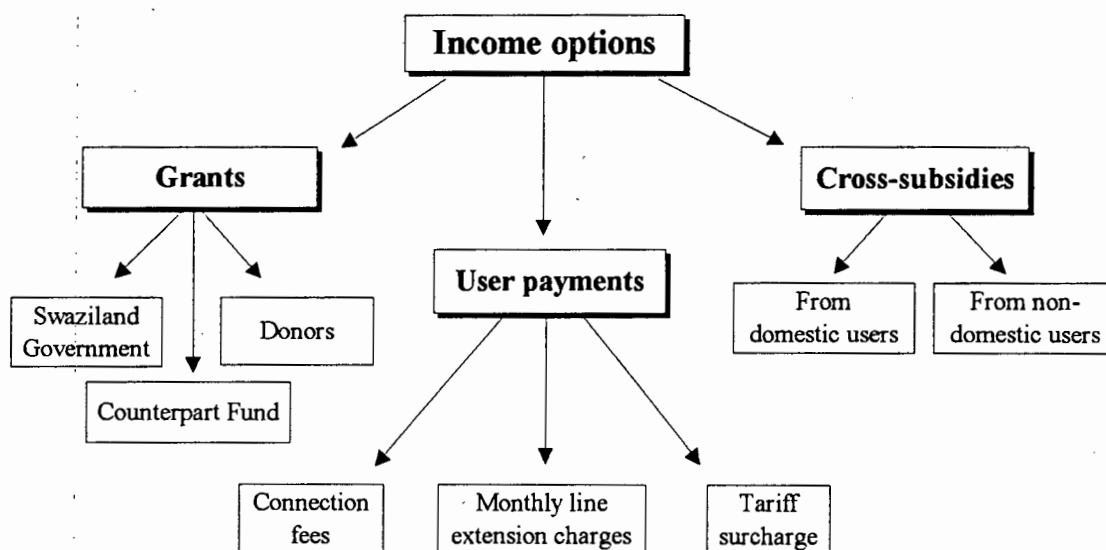 Income options
Grants
Cross-subsidies
User payments
Swaziland
Government
Donors
Counterpart Fund
From
domestic users
From non-
domestic users
Connection
fees
Monthly line
extension charges
Tariff
surcharge